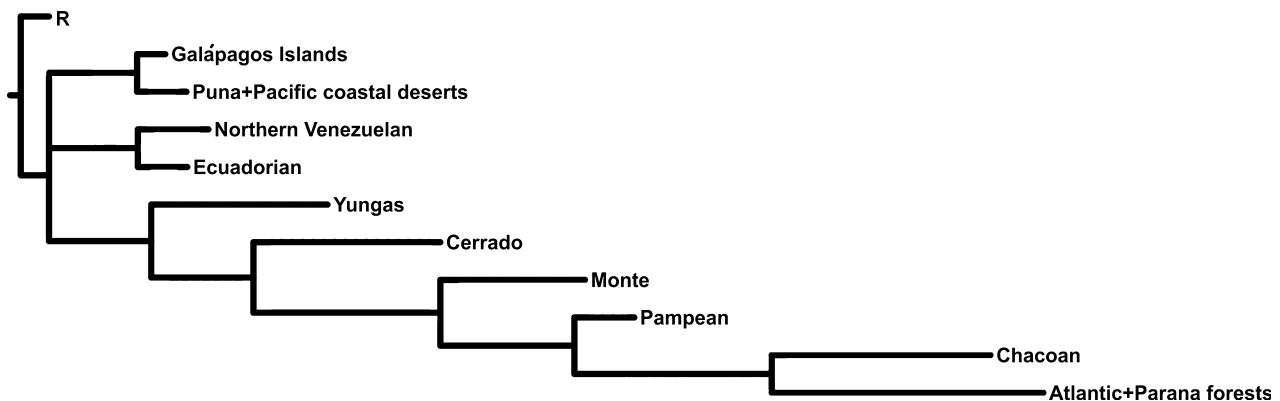 R
Galápagos Islands
Puna+Pacific coastal deserts
Northern Venezuelan
Ecuadorian
Yungas
Cerrado
Monte
Pampean
Chacoan
Atlantic+Parana forests